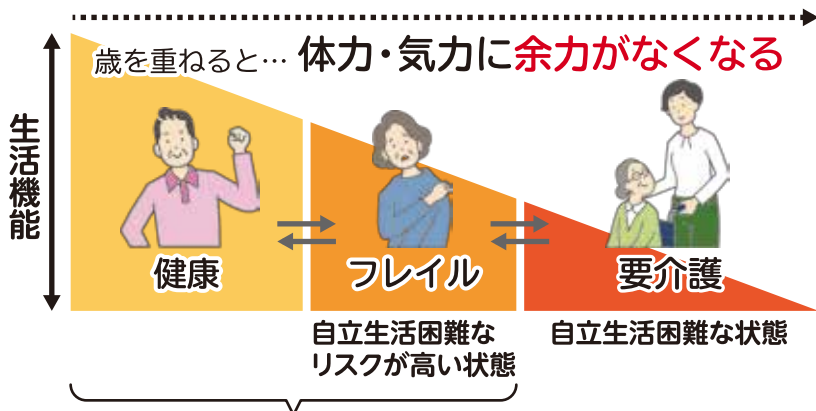 歳を重ねると… 体力・気力に余力がなくなる
生活機能
健康
フレイル
要介護
自立生活困難な
リスクが高い状態
自立生活困難な状態